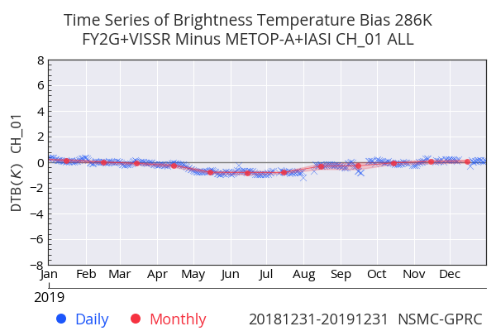 Time Series of Brightness Temperature Bias 286K
FY2G+VISSR Minus METOP-A+IASI CH_01 ALL
DTB(K) CH_01
8
6
4
2
0
−2
−4
−6
−8
Jan Feb Mar Apr May Jun Jul Aug Sep Oct Nov Dec
2019
Daily Monthly 20181231-20191231 NSMC-GPRC